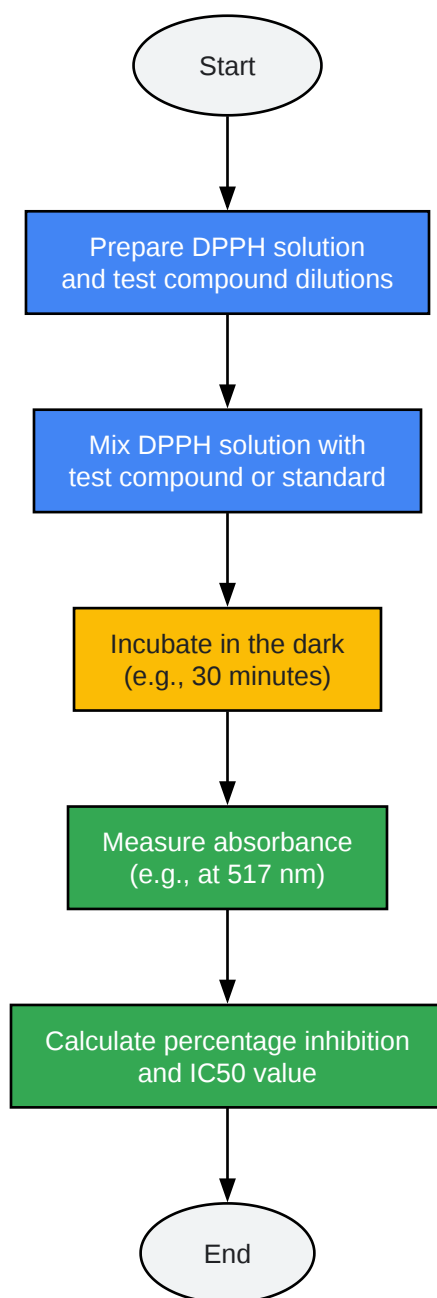 Start
Prepare DPPH solution
and test compound dilutions
Mix DPPH solution with
test compound or standard
Incubate in the dark
(e.g., 30 minutes)
Measure absorbance
(e.g., at 517 nm)
Calculate percentage inhibition
and IC50 value
End